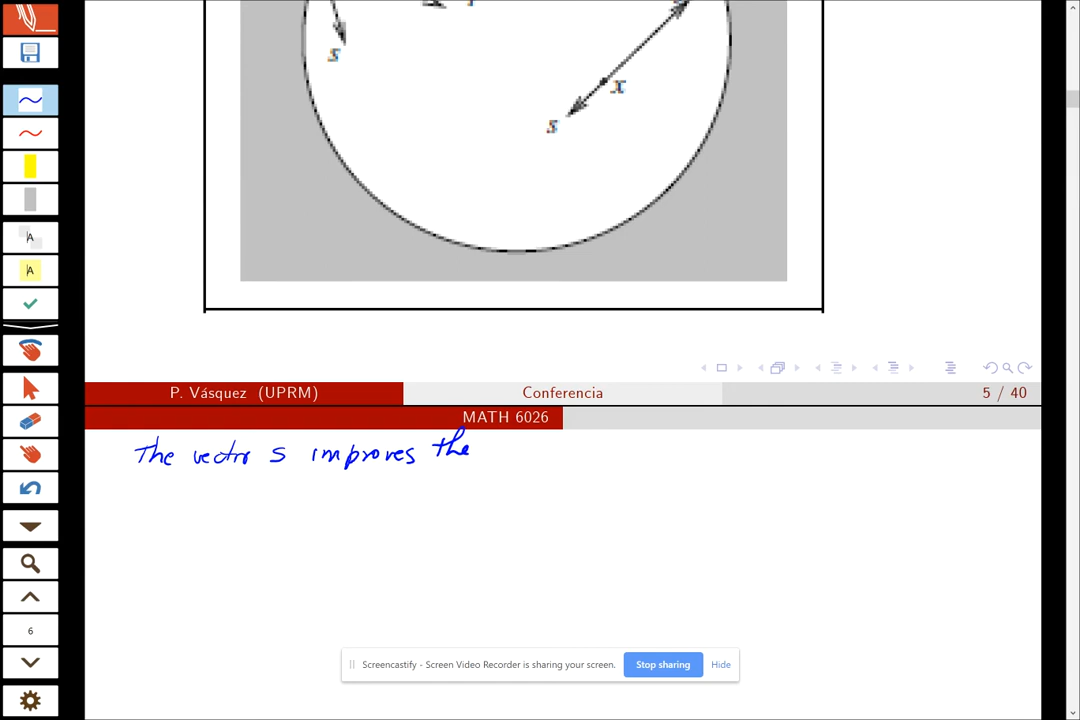 s
x
s
P. Vásquez (UPRM) Conferencia 5 / 40
MATH 6026
The vector s improves the
A
A
6
Screencastify - Screen Video Recorder is sharing your screen. Stop sharing Hide